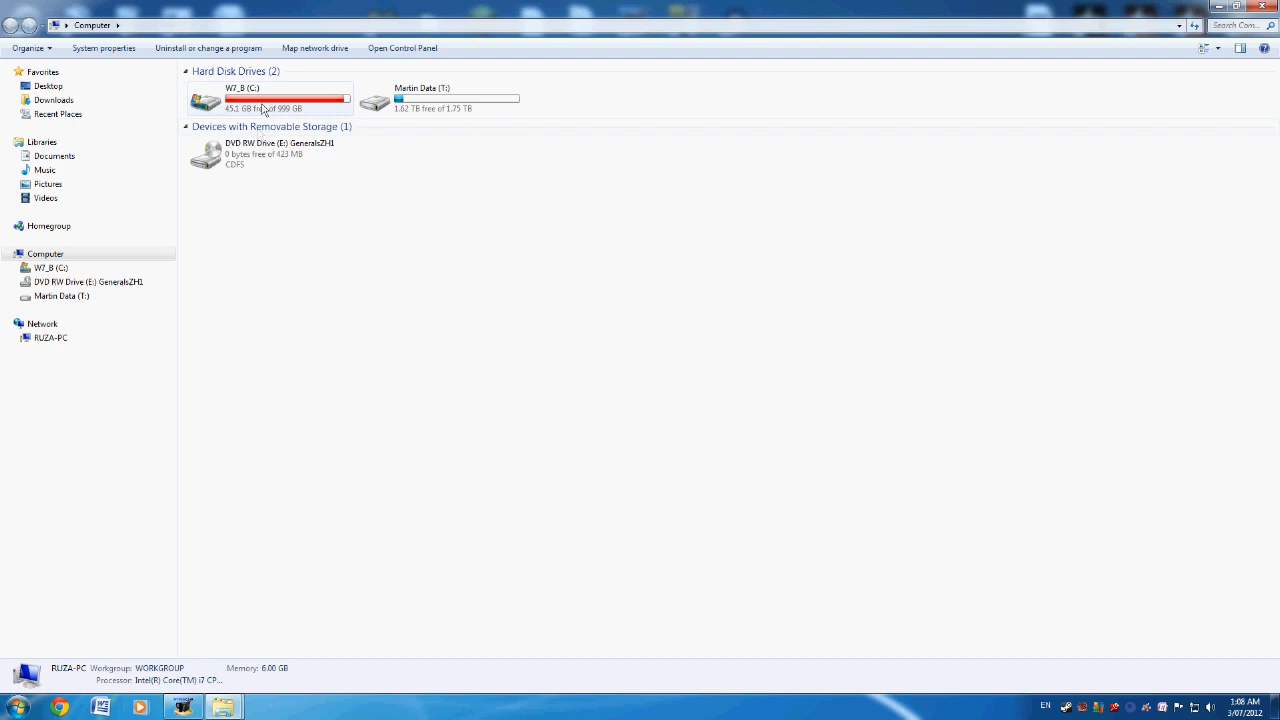 Computer
Search Com...
Organize
System properties
Uninstall or change a program
Map network drive
Open Control Panel
Favorites
Desktop
Downloads
Recent Places
Libraries
Documents
Music
Pictures
Videos
Homegroup
Computer
W7_B (C:)
DVD RW Drive (E:) GeneralsZH1
Martin Data (T:)
Network
RUZA-PC
Hard Disk Drives (2)
W7_B (C:)
45.1 GB free of 999 GB
Martin Data (T:)
1.62 TB free of 1.75 TB
Devices with Removable Storage (1)
DVD RW Drive (E:) GeneralsZH1
0 bytes free of 423 MB
CDFS
RUZA-PC Workgroup: WORKGROUP Memory: 6.00 GB
Processor: Intel(R) Core(TM) i7 CP...
EN
1:08 AM
3/07/2012